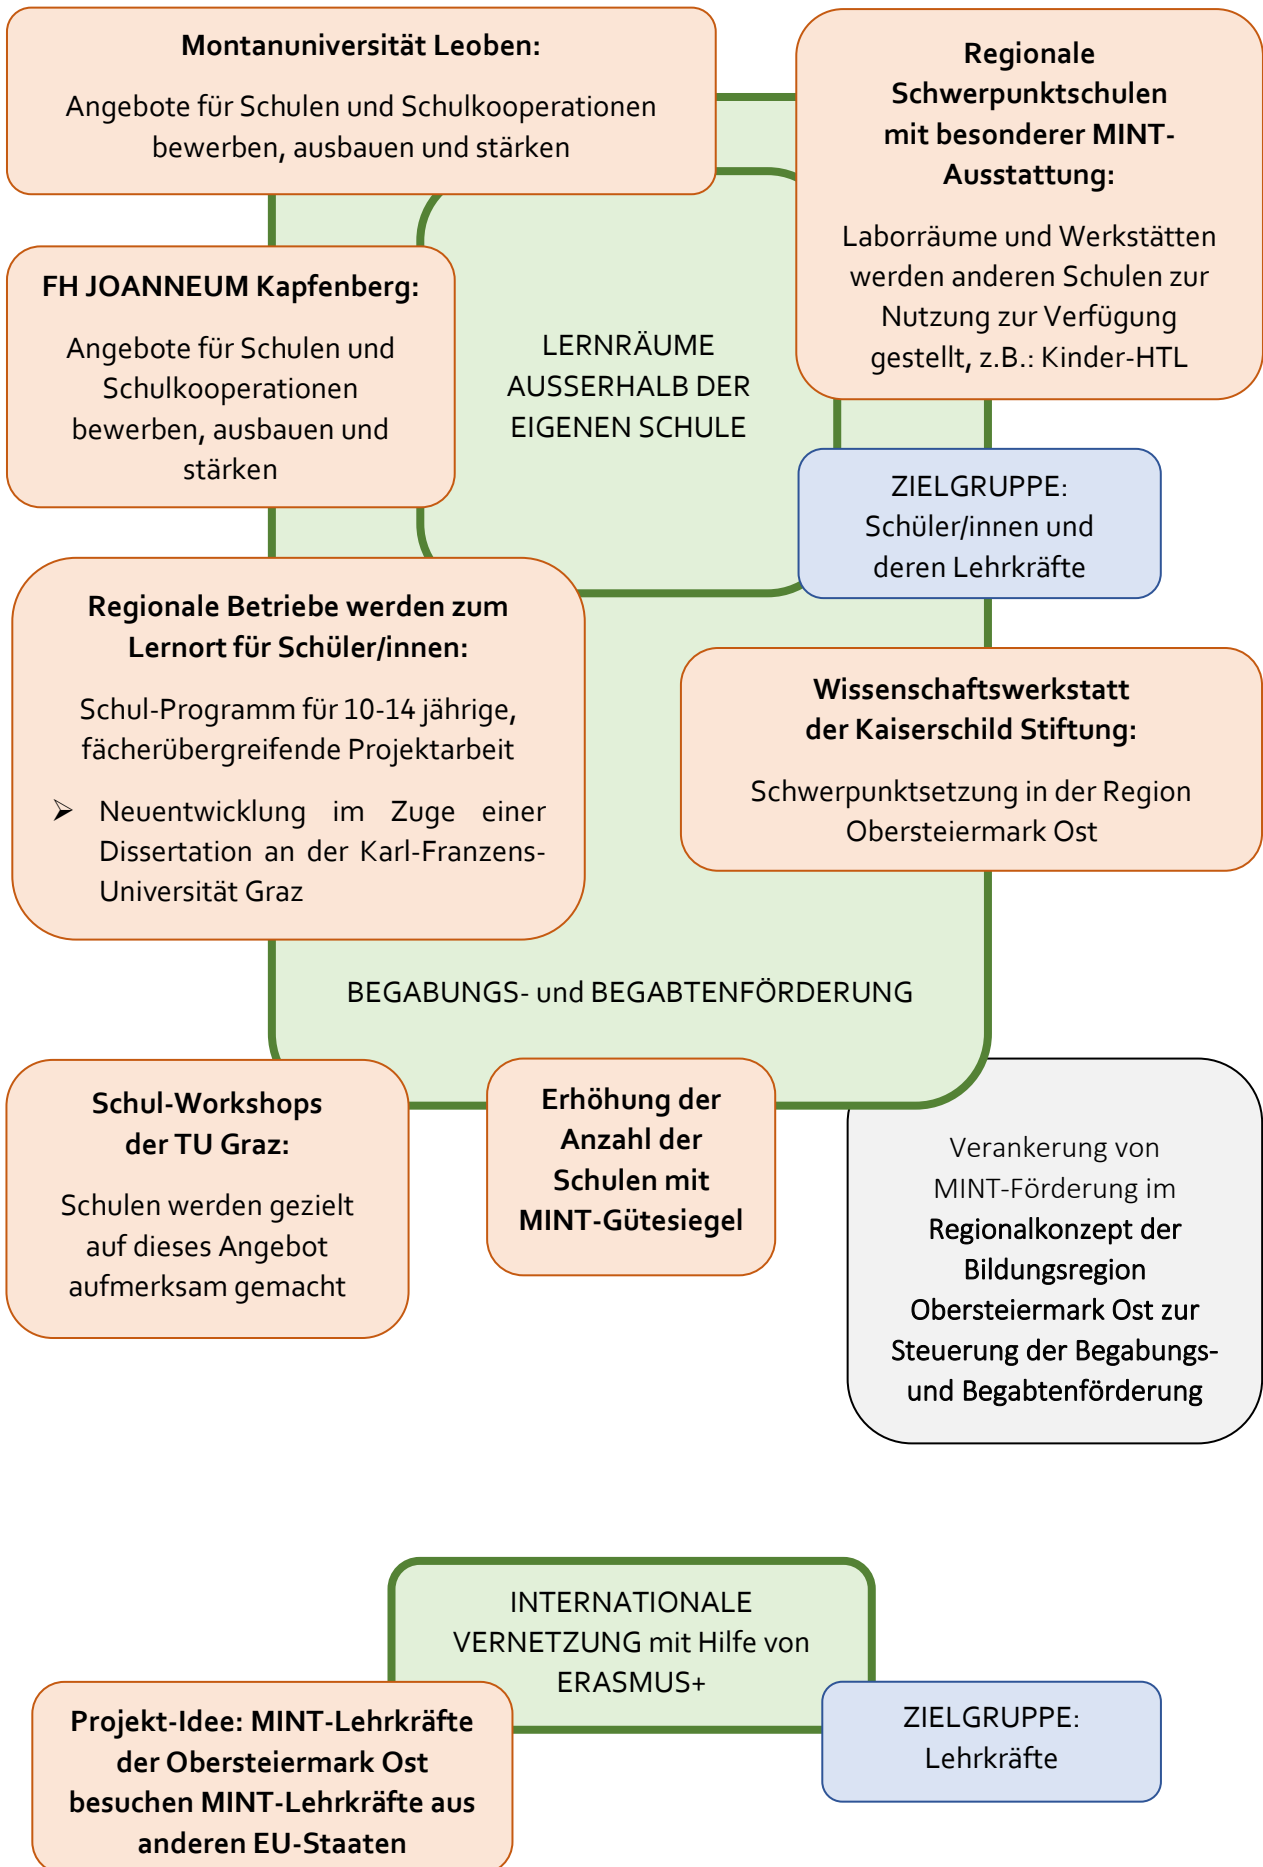 Montanuniversität Leoben:
Angebote für Schulen und Schulkooperationen
bewerben, ausbauen und stärken
Regionale
Schwerpunktschulen
mit besonderer MINT-
Ausstattung:
Laborräume und Werkstätten
werden anderen Schulen zur
Nutzung zur Verfügung
gestellt, z.B.: Kinder-HTL
FH JOANNEUM Kapfenberg:
Angebote für Schulen und
Schulkooperationen
bewerben, ausbauen und
stärken
LERNRÄUME
AUSSERHALB DER
EIGENEN SCHULE
ZIELGRUPPE:
Schüler/innen und
deren Lehrkräfte
Regionale Betriebe werden zum
Lernort für Schüler/innen:
Schul-Programm für 10-14 jährige,
fächerübergreifende Projektarbeit
➢ Neuentwicklung im Zuge einer
Dissertation an der Karl-Franzens-
Universität Graz
Wissenschaftswerkstatt
der Kaiserschild Stiftung:
Schwerpunktsetzung in der Region
Obersteiermark Ost
BEGABUNGS- und BEGABTENFÖRDERUNG
Schul-Workshops
der TU Graz:
Schulen werden gezielt
auf dieses Angebot
aufmerksam gemacht
Erhöhung der
Anzahl der
Schulen mit
MINT-Gütesiegel
Verankerung von
MINT-Förderung im
Regionalkonzept der
Bildungsregion
Obersteiermark Ost zur
Steuerung der Begabungs-
und Begabtenförderung
INTERNATIONALE
VERNETZUNG mit Hilfe von
ERASMUS+
Projekt-Idee: MINT-Lehrkräfte
der Obersteiermark Ost
besuchen MINT-Lehrkräfte aus
anderen EU-Staaten
ZIELGRUPPE:
Lehrkräfte